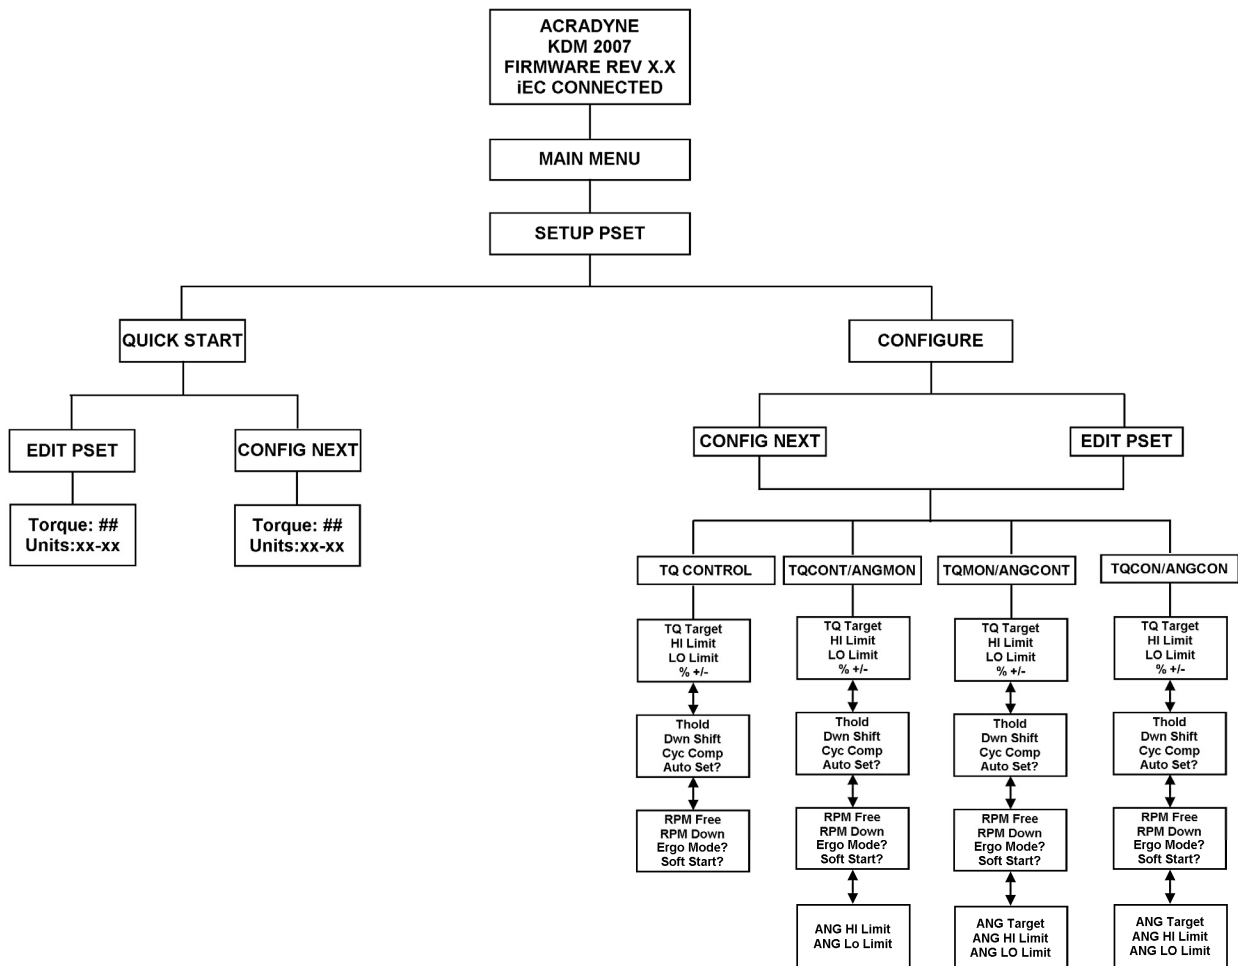 ACRADYNE
KDM 2007
FIRMWARE REV X.X
iEC CONNECTED
MAIN MENU
SETUP PSET
QUICK START
CONFIGURE
EDIT PSET
CONFIG NEXT
CONFIG NEXT
EDIT PSET
Torque: ##
Units:xx-xx
Torque: ##
Units:xx-xx
TQ CONTROL
TQCONT/ANGMON
TQMON/ANGCONT
TQCON/ANGCON
TQ Target
HI Limit
LO Limit
% +/-
TQ Target
HI Limit
LO Limit
% +/-
TQ Target
HI Limit
LO Limit
% +/-
TQ Target
HI Limit
LO Limit
% +/-
Thold
Dwn Shift
Cyc Comp
Auto Set?
Thold
Dwn Shift
Cyc Comp
Auto Set?
Thold
Dwn Shift
Cyc Comp
Auto Set?
Thold
Dwn Shift
Cyc Comp
Auto Set?
RPM Free
RPM Down
Ergo Mode?
Soft Start?
RPM Free
RPM Down
Ergo Mode?
Soft Start?
RPM Free
RPM Down
Ergo Mode?
Soft Start?
RPM Free
RPM Down
Ergo Mode?
Soft Start?
ANG HI Limit
ANG Lo Limit
ANG Target
ANG HI Limit
ANG LO Limit
ANG Target
ANG HI Limit
ANG LO Limit